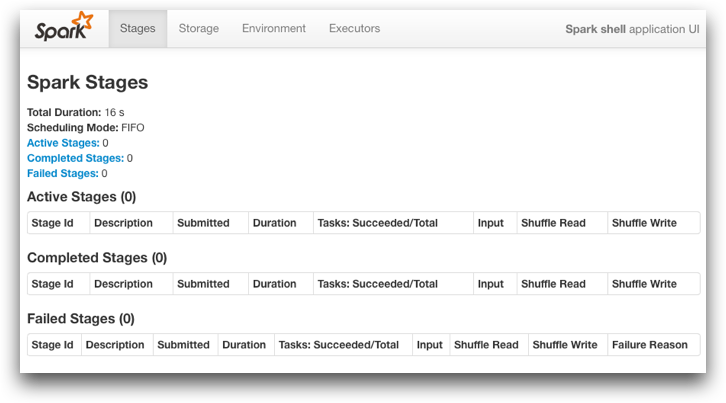 Spark Stages Storage Environment Executors Spark shell application UI
Spark Stages
Total Duration: 16 s
Scheduling Mode: FIFO
Active Stages: 0
Completed Stages: 0
Failed Stages: 0
Active Stages (0)
Stage Id Description Submitted Duration Tasks: Succeeded/Total Input Shuffle Read Shuffle Write
Completed Stages (0)
Stage Id Description Submitted Duration Tasks: Succeeded/Total Input Shuffle Read Shuffle Write
Failed Stages (0)
Stage Id Description Submitted Duration Tasks: Succeeded/Total Input Shuffle Read Shuffle Write Failure Reason